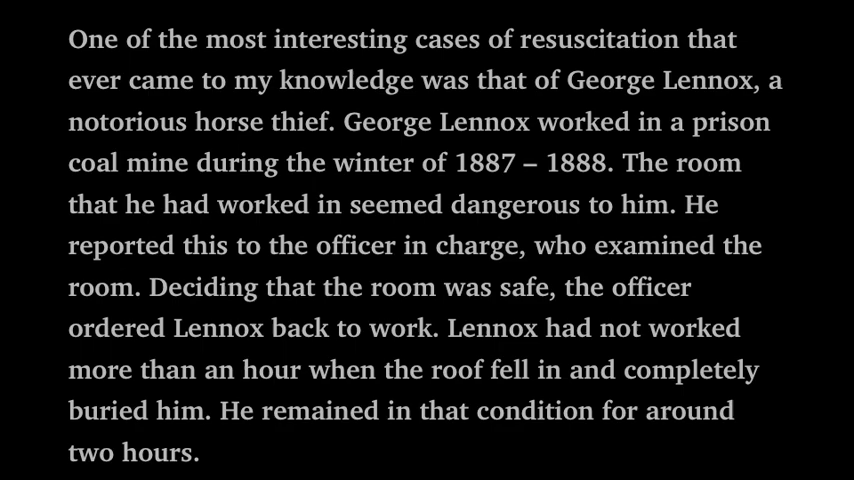 One of the most interesting cases of resuscitation that
ever came to my knowledge was that of George Lennox, a
notorious horse thief. George Lennox worked in a prison
coal mine during the winter of 1887 – 1888. The room
that he had worked in seemed dangerous to him. He
reported this to the officer in charge, who examined the
room. Deciding that the room was safe, the officer
ordered Lennox back to work. Lennox had not worked
more than an hour when the roof fell in and completely
buried him. He remained in that condition for around
two hours.